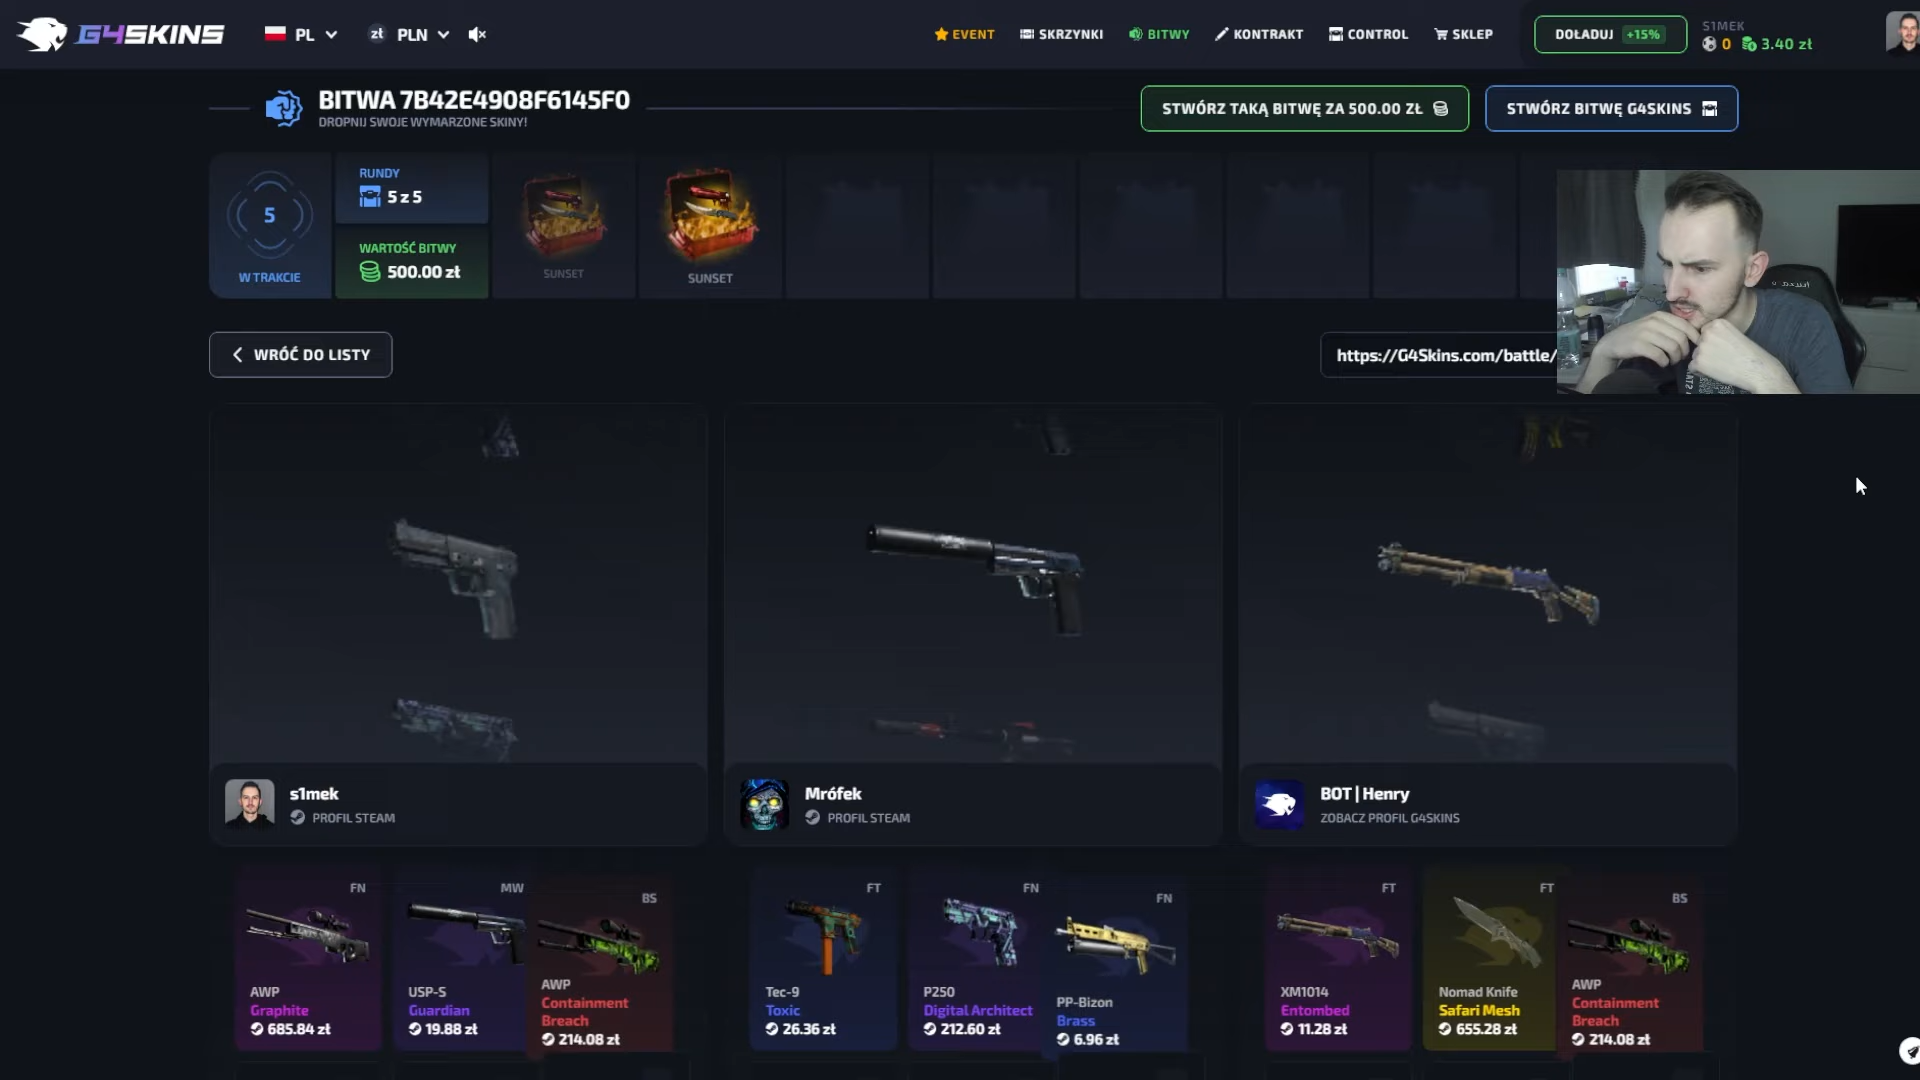 G4SKINS
PL
zł PLN
EVENT
SKRZYNKI
BITWY
KONTRAKT
CONTROL
SKLEP
DOŁADUJ +15%
S1MEK
0 3.40 zł
BITWA 7B42E4908F6145F0
DROPNIJ SWOJE WYMARZONE SKINY!
STWÓRZ TAKĄ BITWĘ ZA 500.00 ZŁ
STWÓRZ BITWĘ G4SKINS
5
W TRAKCIE
RUNDY
5 z 5
WARTOŚĆ BITWY
500.00 zł
SUNSET
SUNSET
WRÓĆ DO LISTY
https://G4Skins.com/battle/
s1mek
PROFIL STEAM
Mrófek
PROFIL STEAM
BOT | Henry
ZOBACZ PROFIL G4SKINS
FN
AWP
Graphite
685.84 zł
MW
USP-S
Guardian
19.88 zł
BS
AWP
Containment
Breach
214.08 zł
FT
Tec-9
Toxic
26.36 zł
FN
P250
Digital Architect
212.60 zł
FN
PP-Bizon
Brass
6.96 zł
FT
XM1014
Entombed
11.28 zł
FT
Nomad Knife
Safari Mesh
655.28 zł
BS
AWP
Containment
Breach
214.08 zł